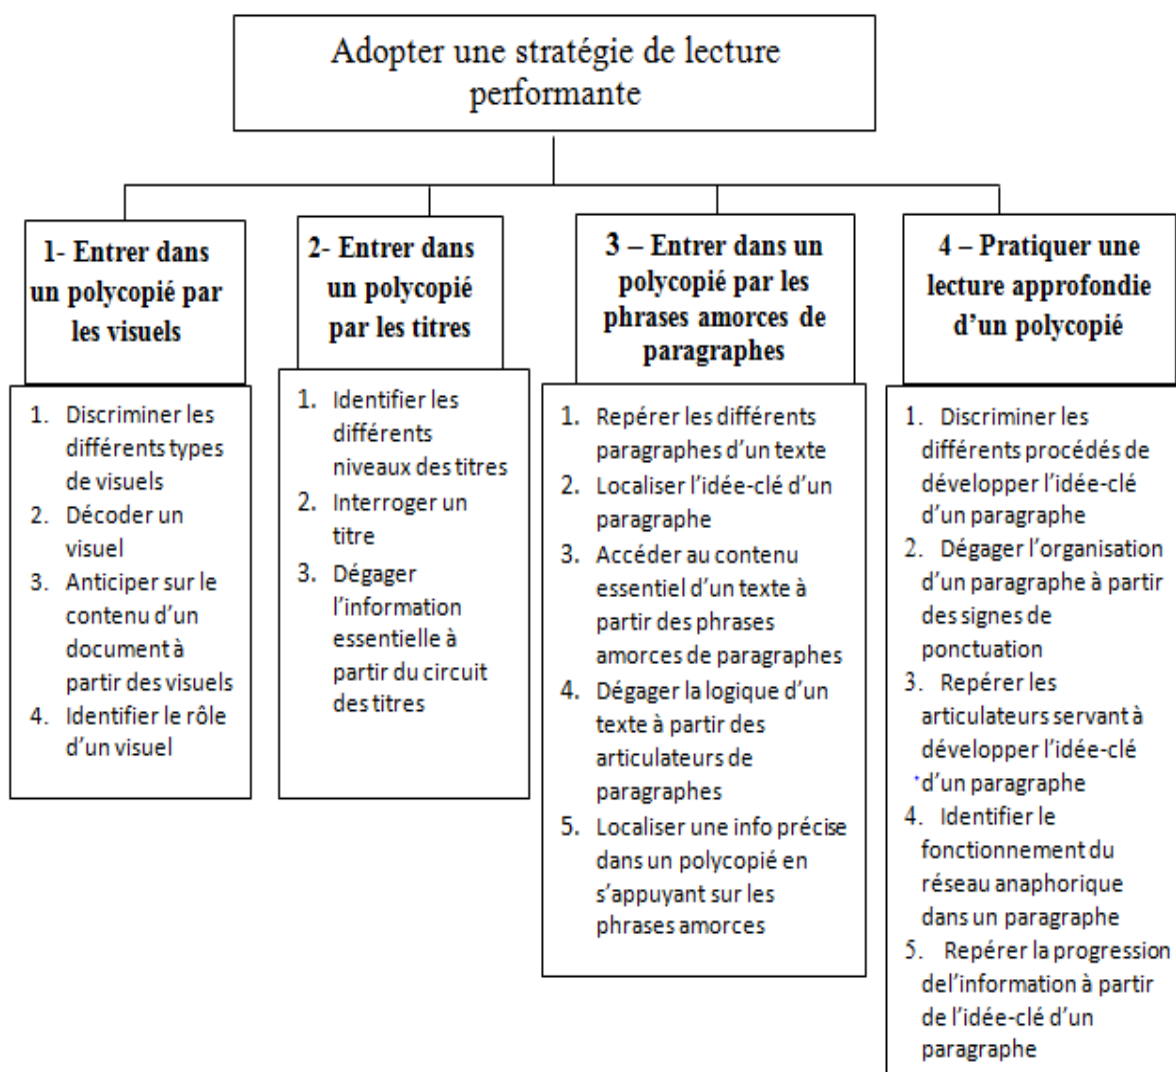 Adopter une stratégie de lecture
performante
1- Entrer dans
un polycopié par
les visuels
1. Discriminer les
différents types
de visuels
2. Décoder un
visuel
3. Anticiper sur le
contenu d'un
document à
partir des visuels
4. Identifier le rôle
d'un visuel
2- Entrer dans
un polycopié
par les titres
1. Identifier les
différents
niveaux des titres
2. Interroger un
titre
3. Dégager
l'information
essentielle à
partir du circuit
des titres
3 – Entrer dans un
polycopié par les
phrases amorces de
paragraphes
1. Repérer les différents
paragraphes d'un texte
2. Localiser l'idée-clé d'un
paragraphe
3. Accéder au contenu
essentiel d'un texte à
partir des phrases
amorces de paragraphes
4. Dégager la logique d'un
texte à partir des
articulateurs de
paragraphes
5. Localiser une info précise
dans un polycopié en
s'appuyant sur les
phrases amorces
4 – Pratiquer une
lecture approfondie
d'un polycopié
1. Discriminer les
différents procédés de
développer l'idée-clé
d'un paragraphe
2. Dégager l'organisation
d'un paragraphe à partir
des signes de
ponctuation
3. Repérer les
articulateurs servant à
développer l'idée-clé
d'un paragraphe
4. Identifier le
fonctionnement du
réseau anaphorique
dans un paragraphe
5. Repérer la progression
del'information à partir
de l'idée-clé d'un
paragraphe